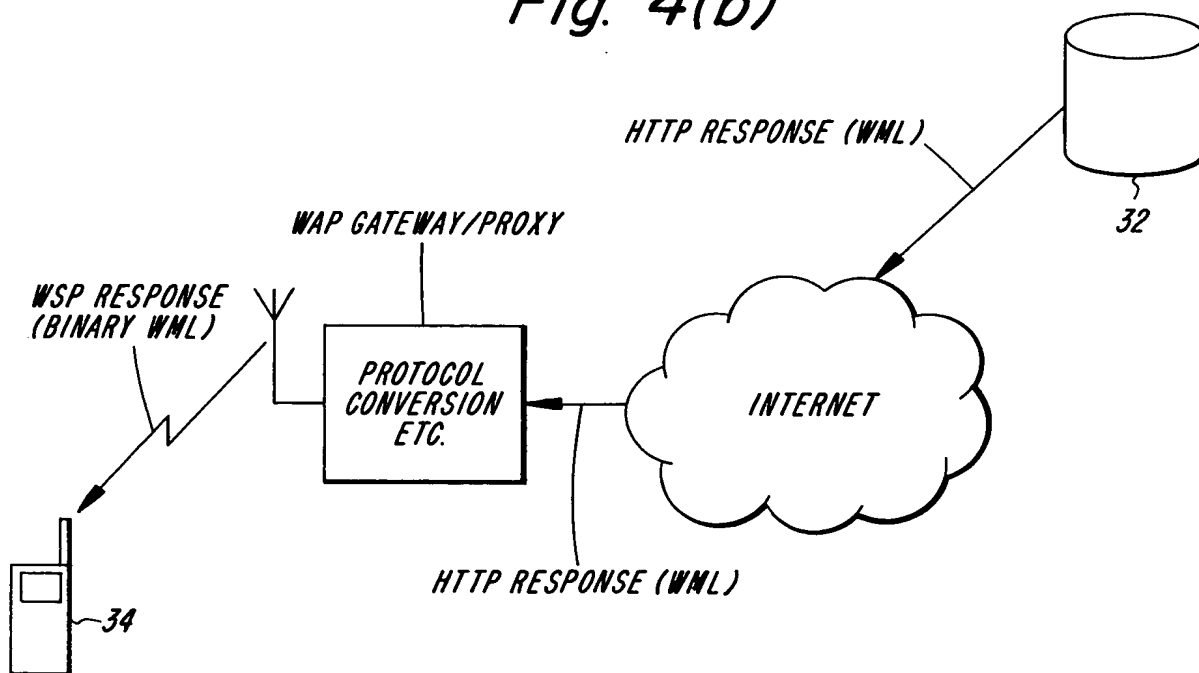 Fig. 4(b)
HTTP RESPONSE (WML)
32
WAP GATEWAY/PROXY
WSP RESPONSE
(BINARY WML)
PROTOCOL
CONVERSION
ETC.
INTERNET
HTTP RESPONSE (WML)
34